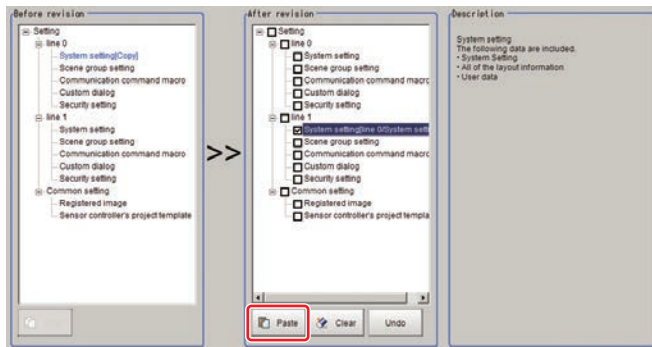 Before revision
Setting
line 0
System setting[Copy]
Scene group setting
Communication command macro
Custom dialog
Security setting
line 1
System setting
Scene group setting
Communication command macro
Custom dialog
Security setting
Common setting
Registered image
Sensor controller's project template
>>
After revision
Setting
line 0
System setting
Scene group setting
Communication command macro
Custom dialog
Security setting
line 1
System setting[line 0/System sett
Scene group setting
Communication command macro
Custom dialog
Security setting
Common setting
Registered image
Sensor controller's project templa
Paste
Clear
Undo
Descrietion
System setting
The following data are included.
・System Setting
・All of the layout information
・User data